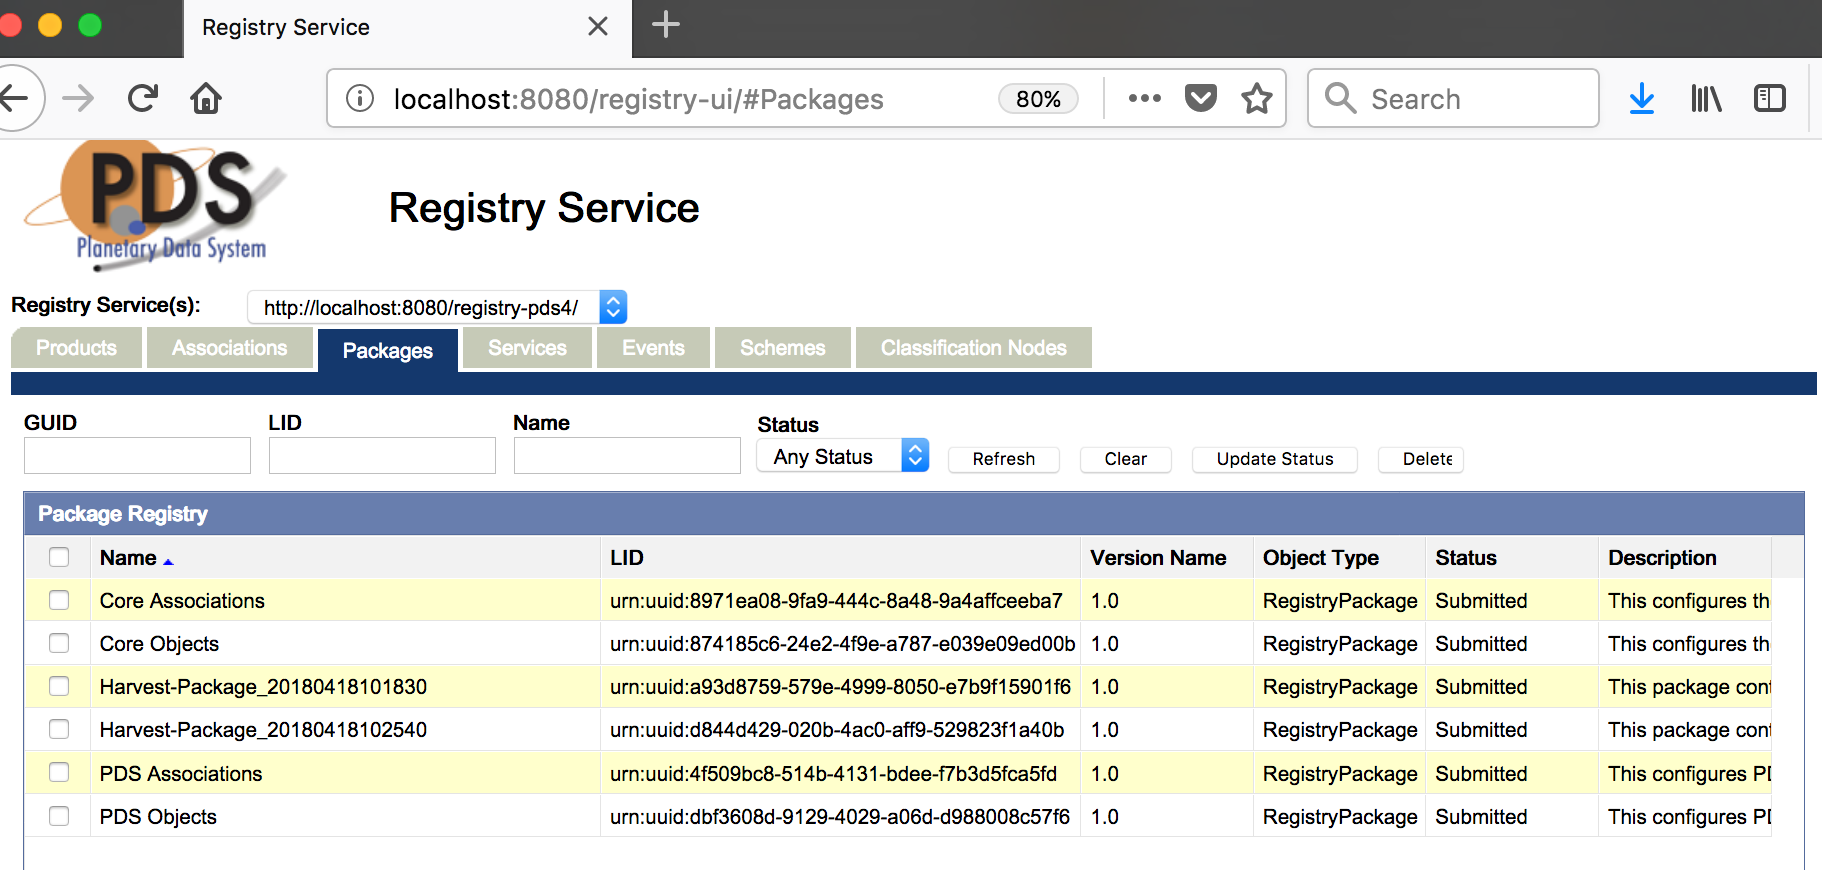 Registry Service
localhost:8080/registry-ui/#Packages 80% Search
PDS
Planetary Data System
Registry Service
Registry Service(s): http://localhost:8080/registry-pds4/
Products Associations Packages Services Events Schemes Classification Nodes
GUID LID Name Status
Any Status Refresh Clear Update Status Delete
Package Registry
Name LID Version Name Object Type Status Description
Core Associations urn:uuid:8971ea08-9fa9-444c-8a48-9a4affceeba7 1.0 RegistryPackage Submitted This configures th
Core Objects urn:uuid:874185c6-24e2-4f9e-a787-e039e09ed00b 1.0 RegistryPackage Submitted This configures th
Harvest-Package_20180418101830 urn:uuid:a93d8759-579e-4999-8050-e7b9f15901f6 1.0 RegistryPackage Submitted This package cont
Harvest-Package_20180418102540 urn:uuid:d844d429-020b-4ac0-aff9-529823f1a40b 1.0 RegistryPackage Submitted This package cont
PDS Associations urn:uuid:4f509bc8-514b-4131-bdee-f7b3d5fca5fd 1.0 RegistryPackage Submitted This configures PD
PDS Objects urn:uuid:dbf3608d-9129-4029-a06d-d988008c57f6 1.0 RegistryPackage Submitted This configures PD